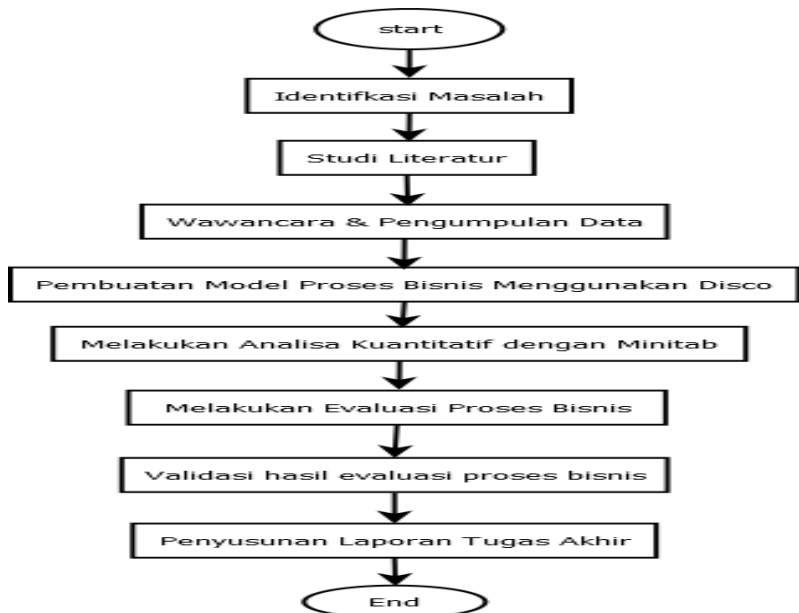 start
Identifkasi Masalah
Studi Literatur
Wawancara & Pengumpulan Data
Pembuatan Model Proses Bisnis Menggunakan Disco
Melakukan Analisa Kuantitatif dengan Minitab
Melakukan Evaluasi Proses Bisnis
Validasi hasil evaluasi proses bisnis
Penyusunan Laporan Tugas Akhir
End